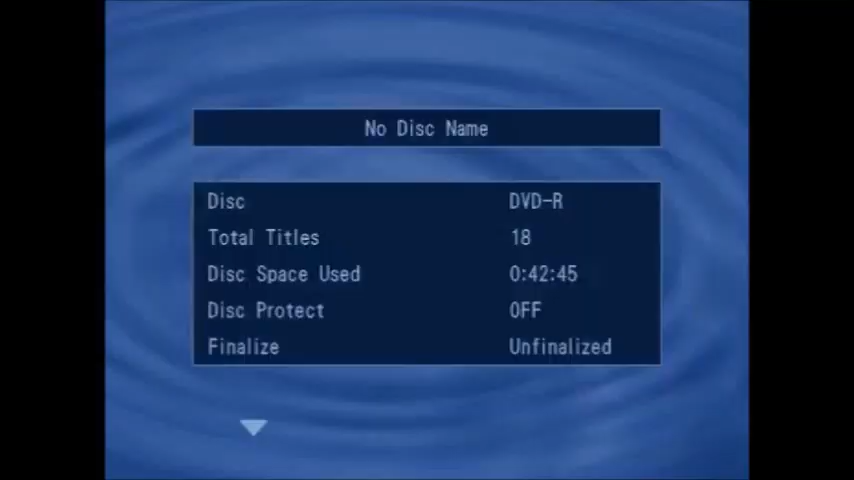 No Disc Name
Disc DVD-R
Total Titles 18
Disc Space Used 0:42:45
Disc Protect OFF
Finalize Unfinalized